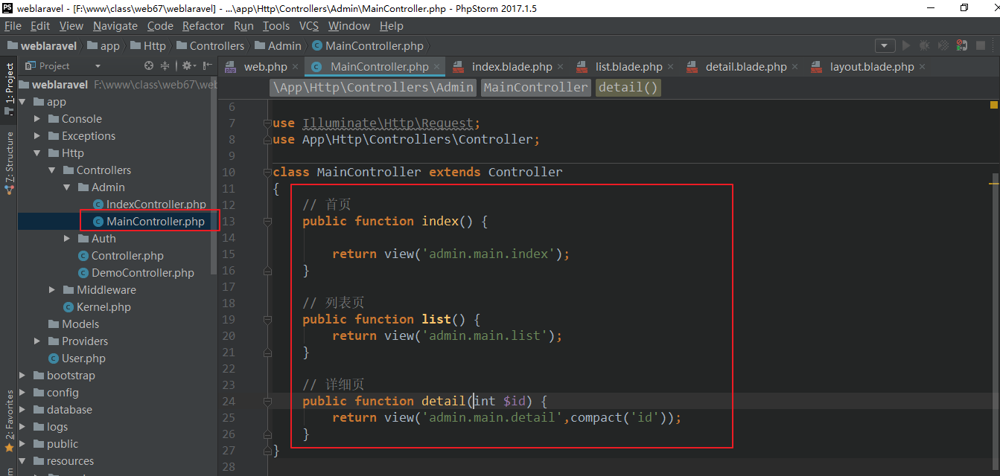 weblaravel - [F:\www\class\web67\weblaravel] - ...\app\Http\Controllers\Admin\MainController.php - PhpStorm 2017.1.5
File Edit View Navigate Code Refactor Run Tools VCS Window Help
weblaravel app Http Controllers Admin MainController.php
Project
web.php MainController.php index.blade.php list.blade.php detail.blade.php layout.blade.php
\App\Http\Controllers\Admin MainController detail()
1: Project
7: Structure
2: Favorites
weblaravel F:\www\class\web67\web
app
Console
Exceptions
Http
Controllers
Admin
IndexController.php
MainController.php
Auth
Controller.php
DemoController.php
Middleware
Kernel.php
Models
Providers
User.php
bootstrap
config
database
logs
public
resources
6
7 use Illuminate\Http\Request;
8 use App\Http\Controllers\Controller;
9
10 class MainController extends Controller
11 {
12 // 首页
13 public function index() {
14
15 return view('admin.main.index');
16 }
17
18 // 列表页
19 public function list() {
20 return view('admin.main.list');
21 }
22
23 // 详细页
24 public function detail(int $id) {
25 return view('admin.main.detail',compact('id'));
26 }
27 }
28